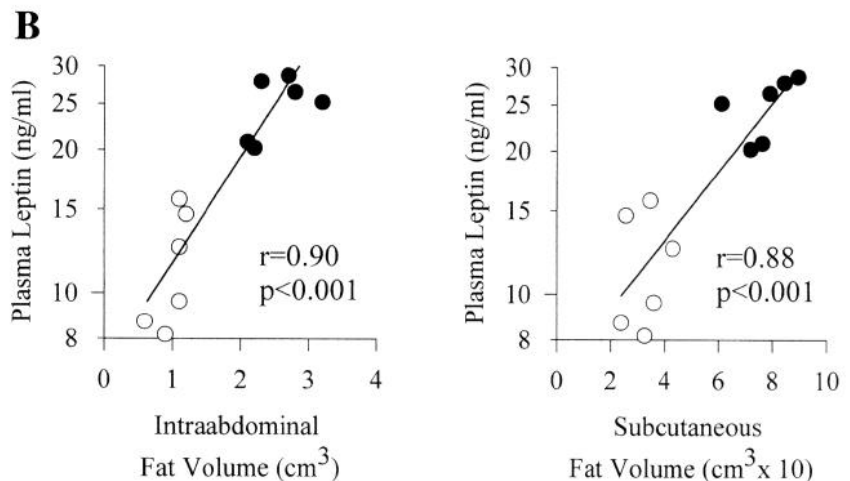 B
Plasma Leptin (ng/ml)
30
25
20
15
10
8
r=0.90
p<0.001
0 1 2 3 4
Intraabdominal
Fat Volume (cm³)
Plasma Leptin (ng/ml)
30
25
20
15
10
8
r=0.88
p<0.001
0 2 4 6 8 10
Subcutaneous
Fat Volume (cm³x 10)